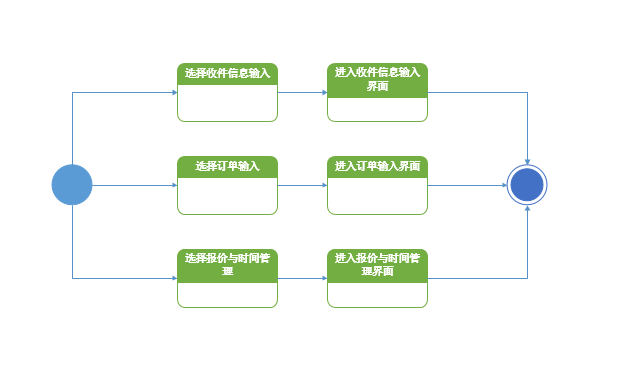 选择收件信息输入
进入收件信息输入
界面
选择订单输入
进入订单输入界面
选择报价与时间管
理
进入报价与时间管
理界面